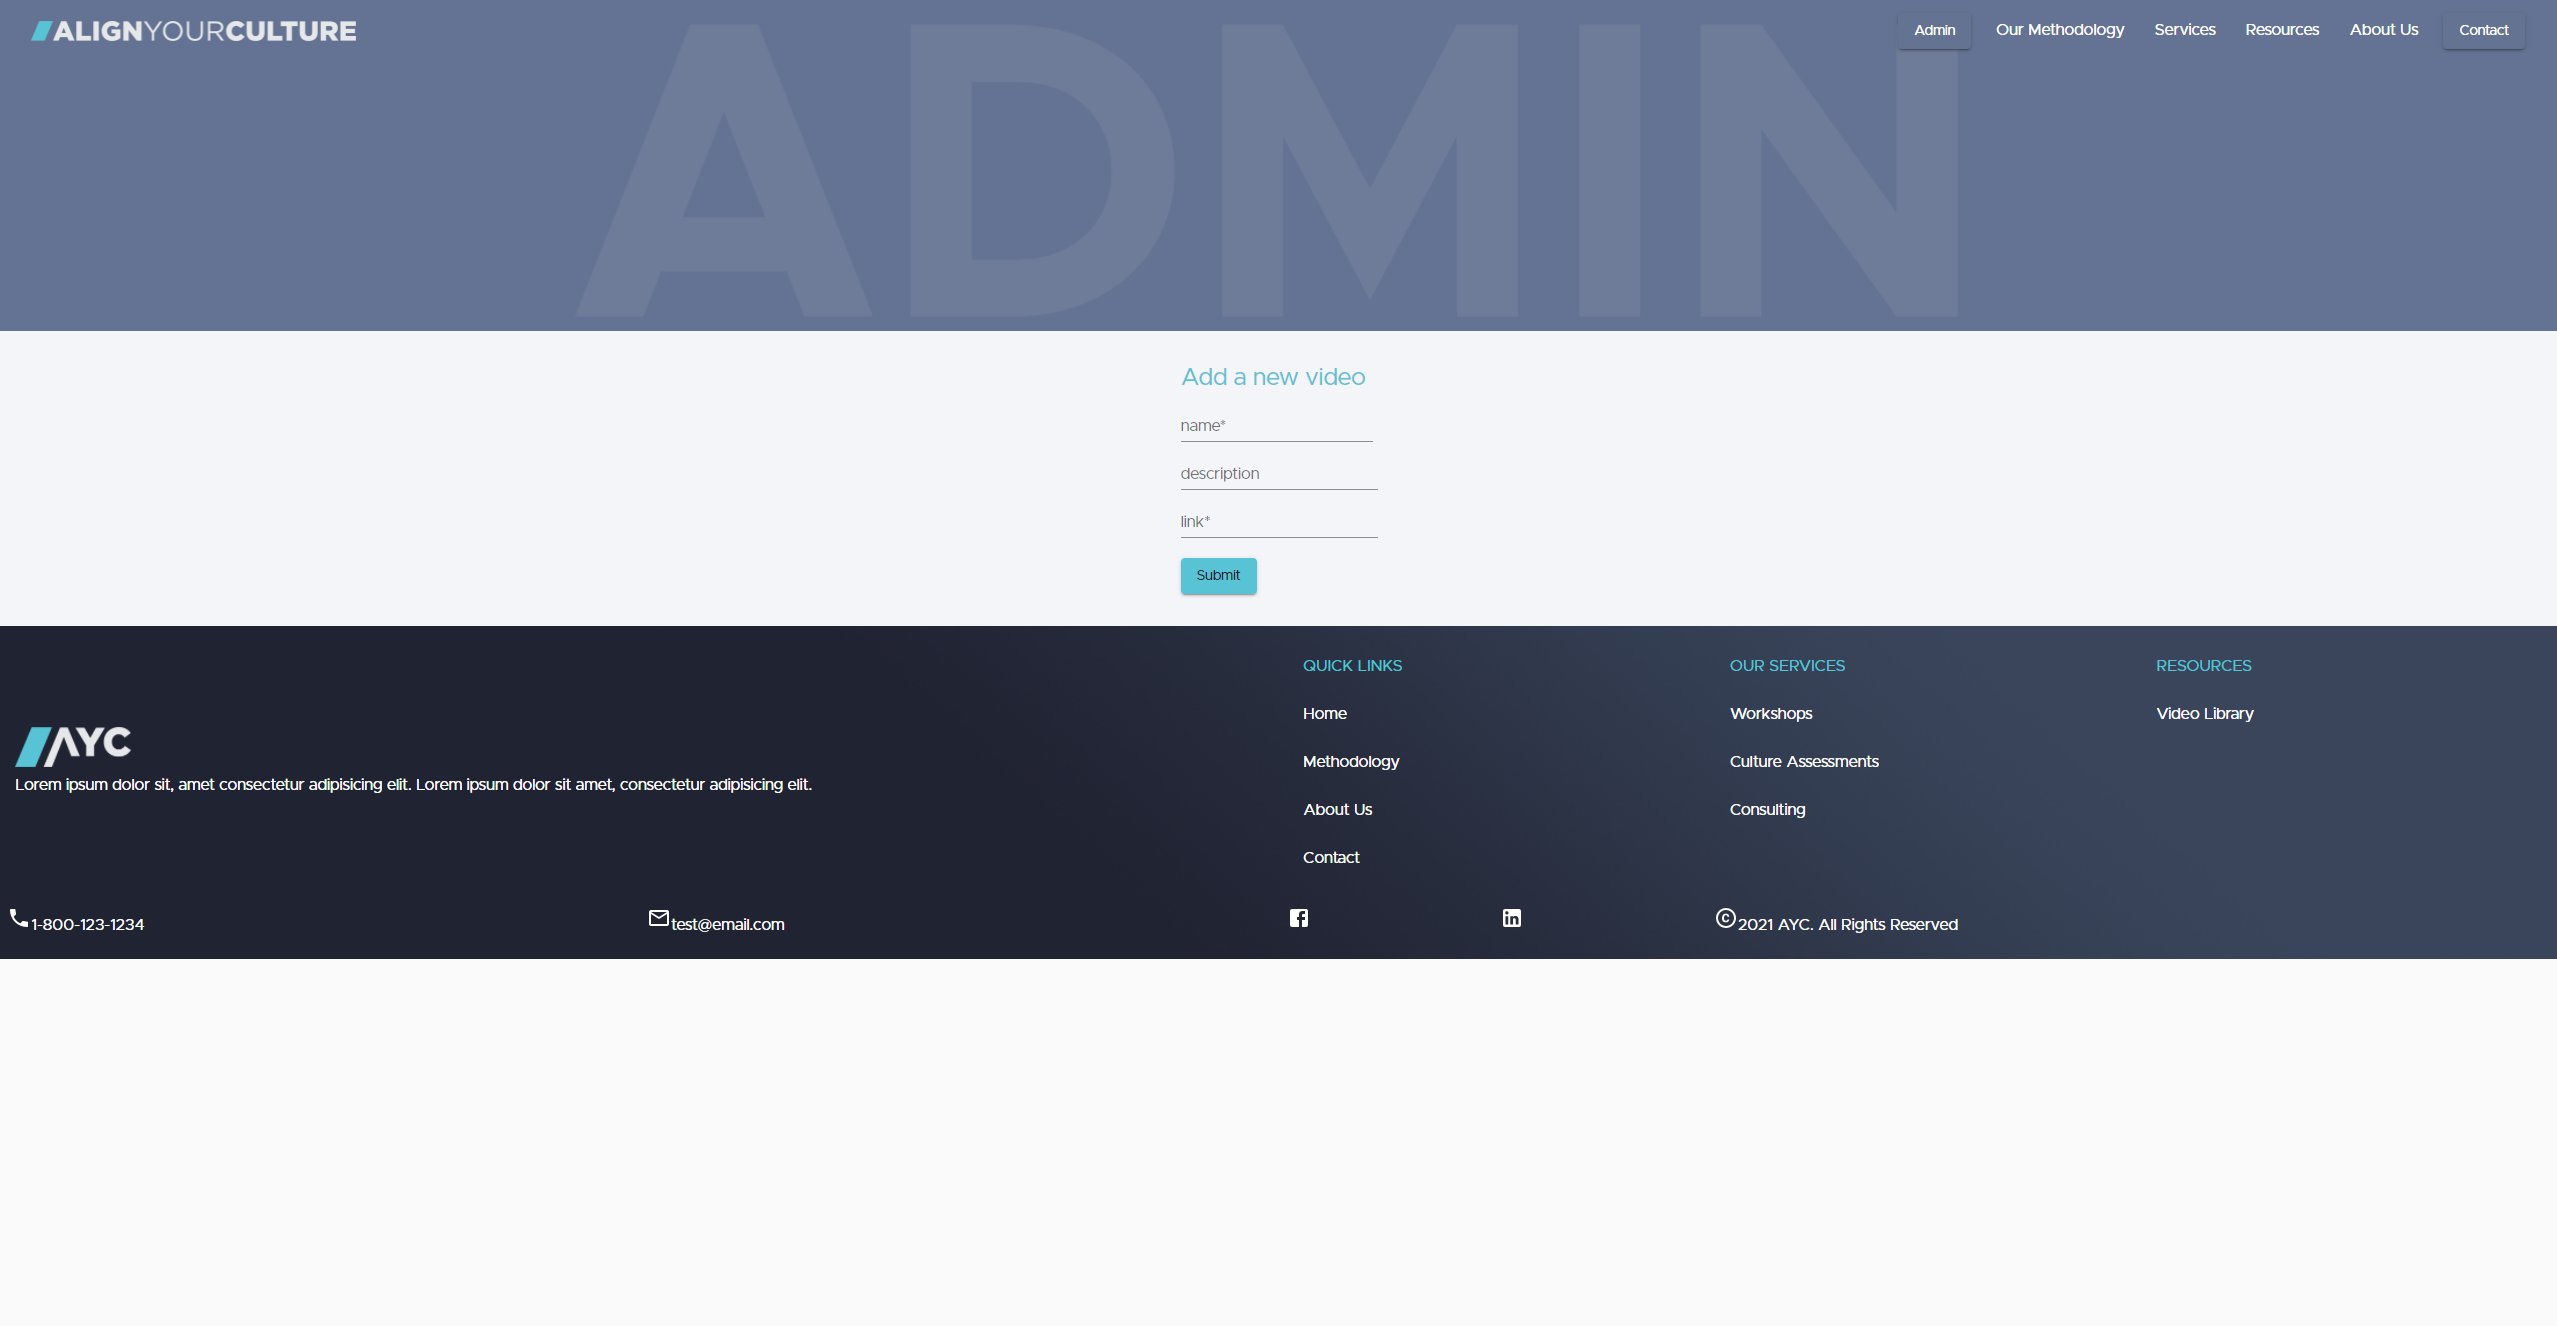 ALIGNYOURCULTURE
Admin Our Methodology Services Resources About Us Contact
ADMIN
Add a new video
name*
description
link*
Submit
AYC
Lorem ipsum dolor sit, amet consectetur adipisicing elit. Lorem ipsum dolor sit amet, consectetur adipisicing elit.
QUICK LINKS
Home
Methodology
About Us
Contact
OUR SERVICES
Workshops
Culture Assessments
Consulting
RESOURCES
Video Library
1-800-123-1234 test@email.com ©2021 AYC. All Rights Reserved